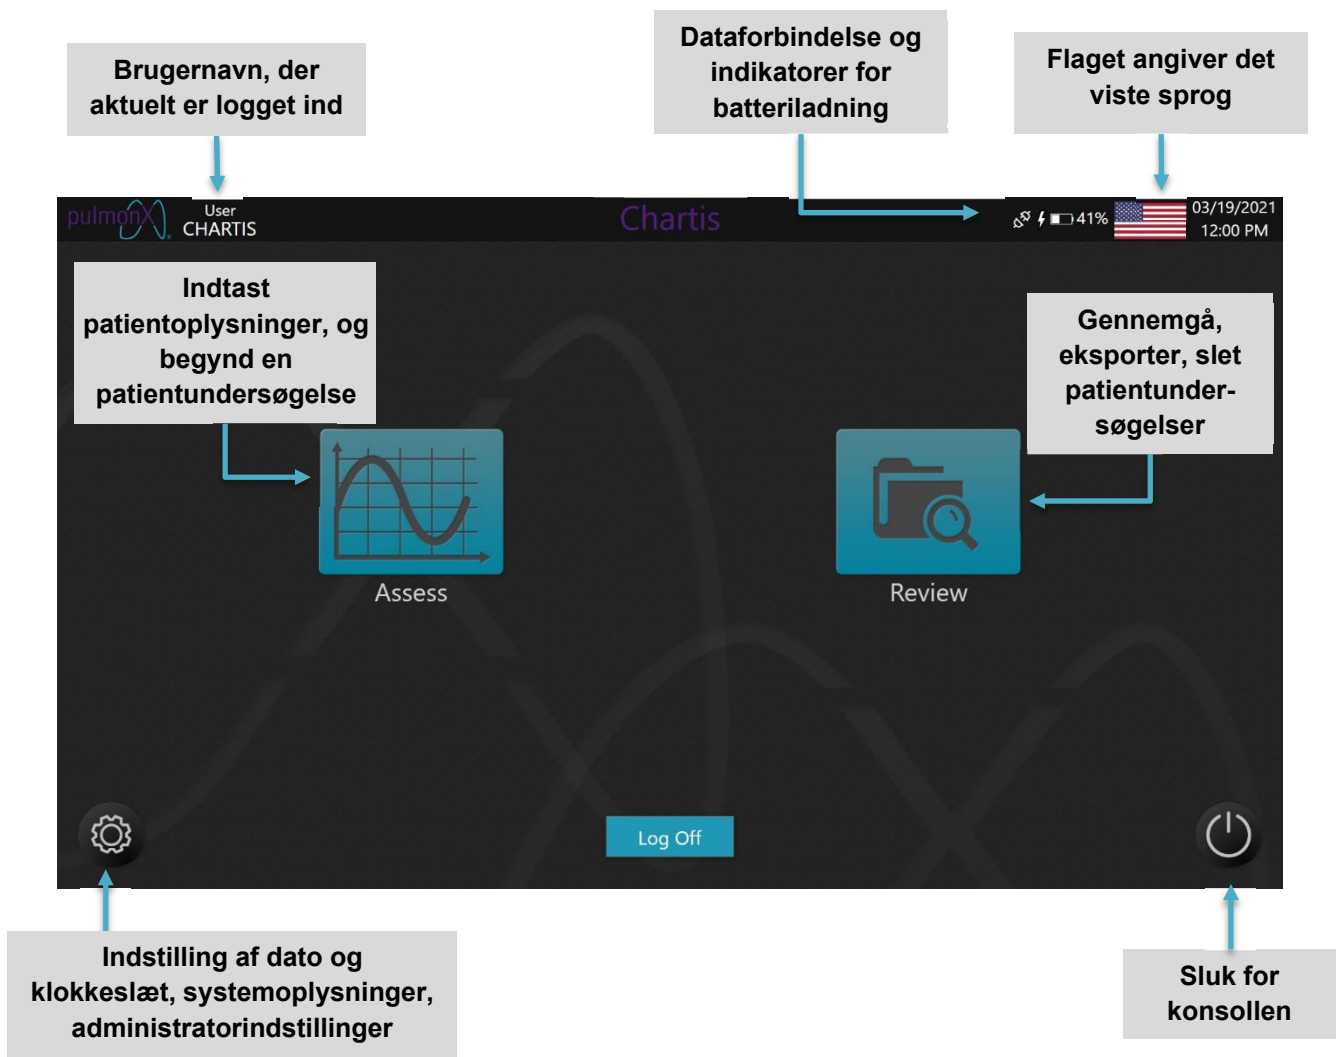 Brugernavn, der
aktuelt er logget ind
Dataforbindelse og
indikatorer for
batteriladning
Flaget angiver det
viste sprog
pulmonX
User
CHARTIS
Chartis
41%
03/19/2021
12:00 PM
Indtast
patientoplysninger, og
begynd en
patientundersøgelse
Gennemgå,
eksporter, slet
patientunder-
søgelser
Assess
Review
Log Off
Indstilling af dato og
klokkeslæt, systemoplysninger,
administratorindstillinger
Sluk for
konsollen